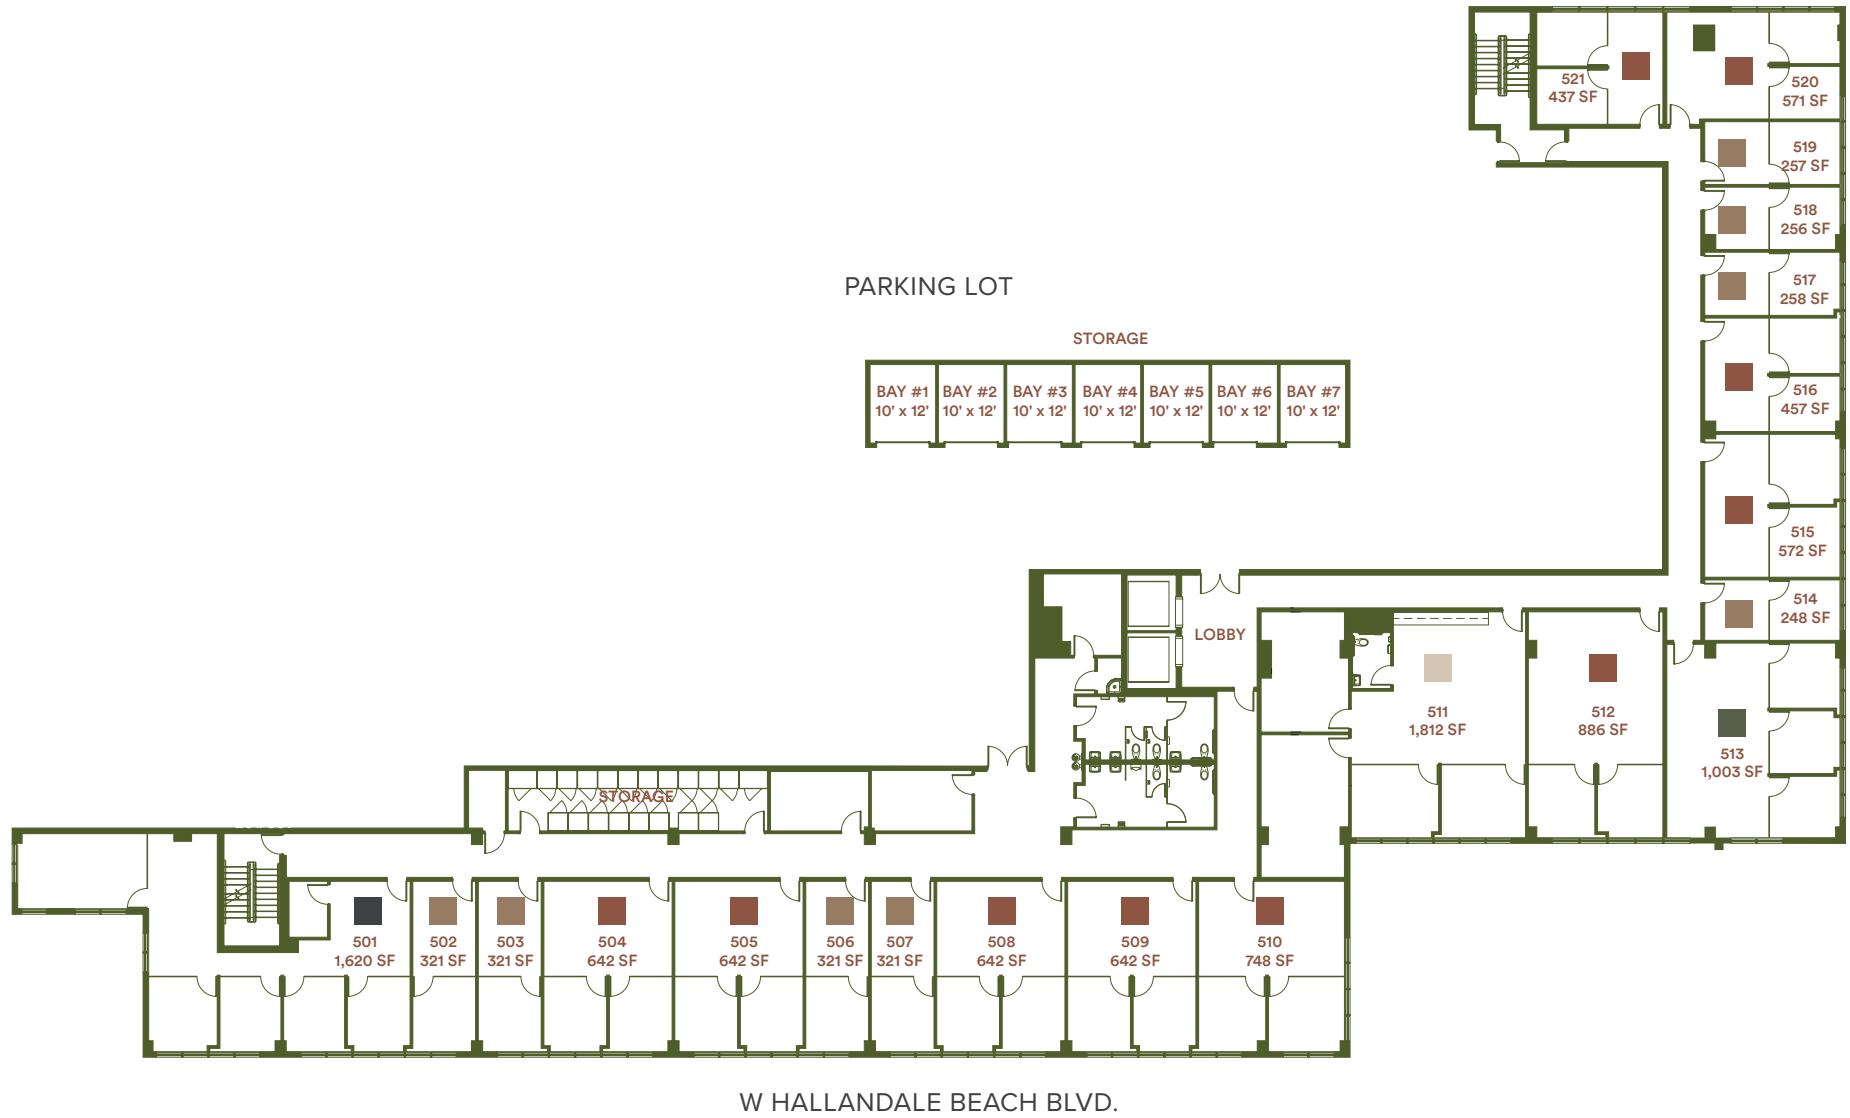 521
437 SF
520
571 SF
519
257 SF
518
256 SF
517
258 SF
PARKING LOT
STORAGE
BAY #1
10' x 12'
BAY #2
10' x 12'
BAY #3
10' x 12'
BAY #4
10' x 12'
BAY #5
10' x 12'
BAY #6
10' x 12'
BAY #7
10' x 12'
516
457 SF
515
572 SF
514
248 SF
LOBBY
511
1,812 SF
512
886 SF
513
1,003 SF
STORAGE
501
1,620 SF
502
321 SF
503
321 SF
504
642 SF
505
642 SF
506
321 SF
507
321 SF
508
642 SF
509
642 SF
510
748 SF
W HALLANDALE BEACH BLVD.